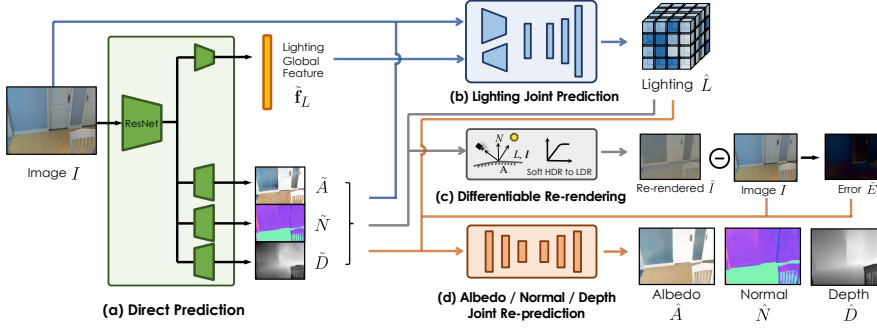 ResNet
Image I
(a) Direct Prediction
Lighting
Global
Feature
f̃_L
Ã
Ñ
D̃
(b) Lighting Joint Prediction
Lighting L̂
N
L, l
A
Soft HDR to LDR
(c) Differentiable Re-rendering
Re-rendered Ĩ
Image I
Error Ẽ
(d) Albedo / Normal / Depth
Joint Re-prediction
Albedo
Â
Normal
N̂
Depth
D̂